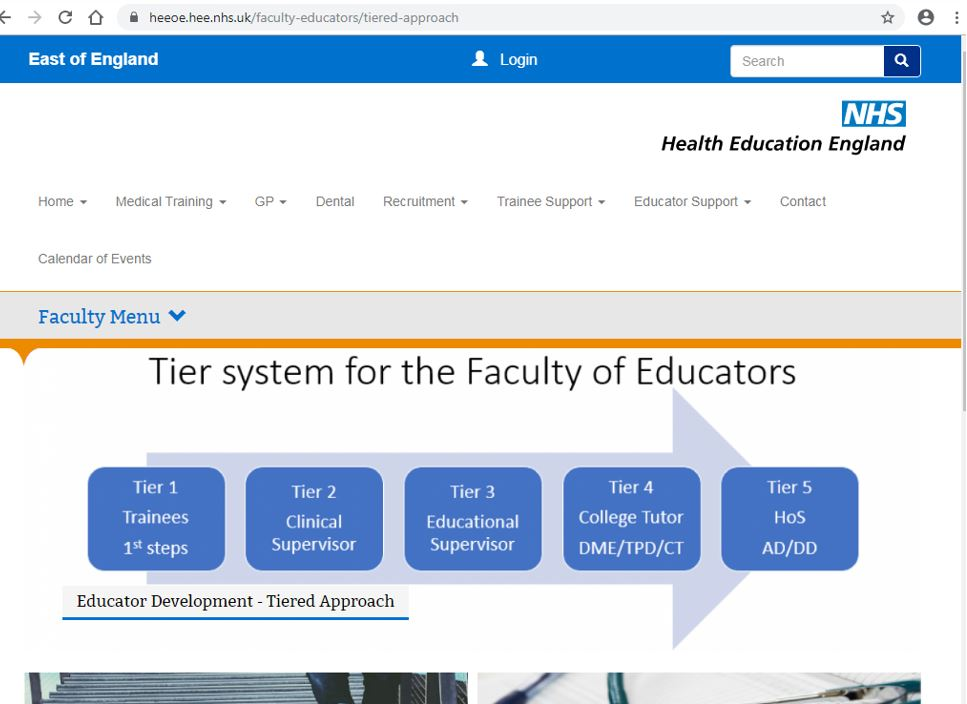 heeoe.hee.nhs.uk/faculty-educators/tiered-approach
East of England
Login
Search
NHS
Health Education England
Home
Medical Training
GP
Dental
Recruitment
Trainee Support
Educator Support
Contact
Calendar of Events
Faculty Menu
Tier system for the Faculty of Educators
Tier 1
Trainees
1st steps
Tier 2
Clinical
Supervisor
Tier 3
Educational
Supervisor
Tier 4
College Tutor
DME/TPD/CT
Tier 5
HoS
AD/DD
Educator Development - Tiered Approach